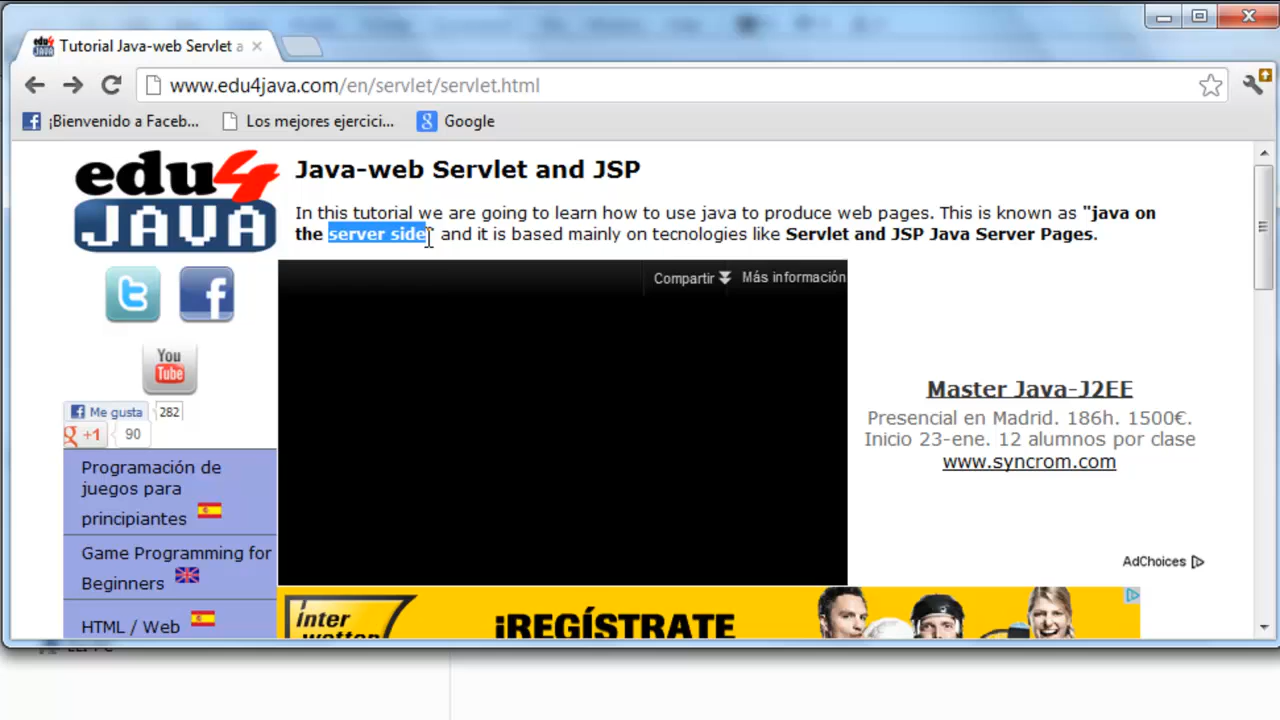 Tutorial Java-web Servlet a
www.edu4java.com/en/servlet/servlet.html
¡Bienvenido a Faceb...
Los mejores ejercici...
Google
edu4
JAVA
Java-web Servlet and JSP
In this tutorial we are going to learn how to use java to produce web pages. This is known as "java on
the server side" and it is based mainly on tecnologies like Servlet and JSP Java Server Pages.
Compartir
Más información
You
Tube
Me gusta
282
+1
90
Programación de
juegos para
principiantes
Game Programming for
Beginners
HTML / Web
Master Java-J2EE
Presencial en Madrid. 186h. 1500€.
Inicio 23-ene. 12 alumnos por clase
www.syncrom.com
AdChoices
inter
wetten
¡REGÍSTRATE